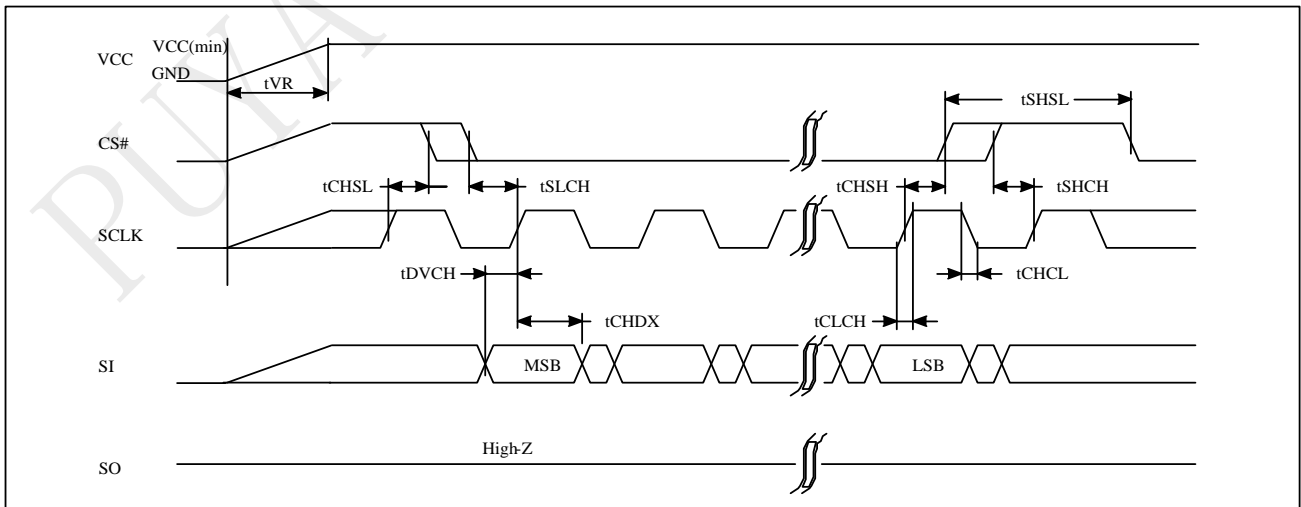 PUYA
VCC
VCC(min)
GND
tVR
tSHSL
CS#
tCHSL
tSLCH
tCHSH
tSHCH
SCLK
tDVCH
tCHCL
tCHDX
tCLCH
SI
MSB
LSB
High-Z
SO